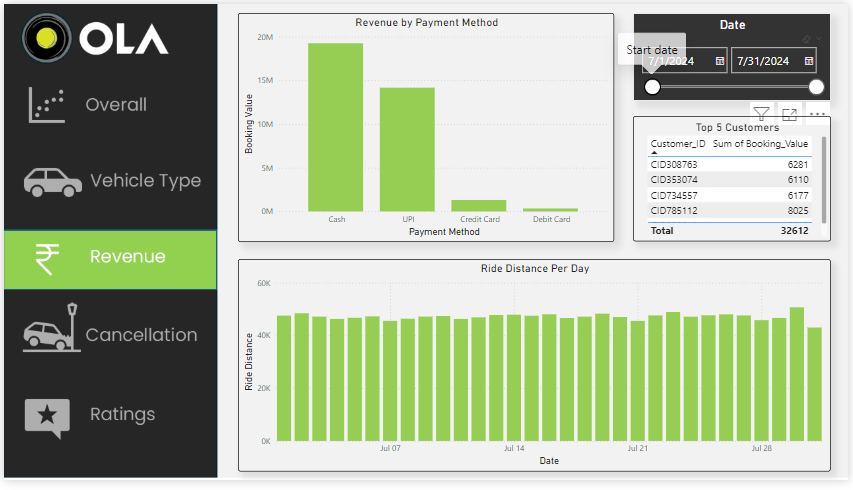 OLA
Overall
Vehicle Type
Revenue
Cancellation
Ratings
Revenue by Payment Method
20M
15M
10M
5M
0M
Booking Value
Cash UPI Credit Card Debit Card
Payment Method
Date
Start date
7/1/2024 7/31/2024
Top 5 Customers
Customer_ID Sum of Booking_Value
CID308763 6281
CID353074 6110
CID734557 6177
CID785112 8025
Total 32612
Ride Distance Per Day
60K
40K
20K
0K
Ride Distance
Jul 07 Jul 14 Jul 21 Jul 28
Date